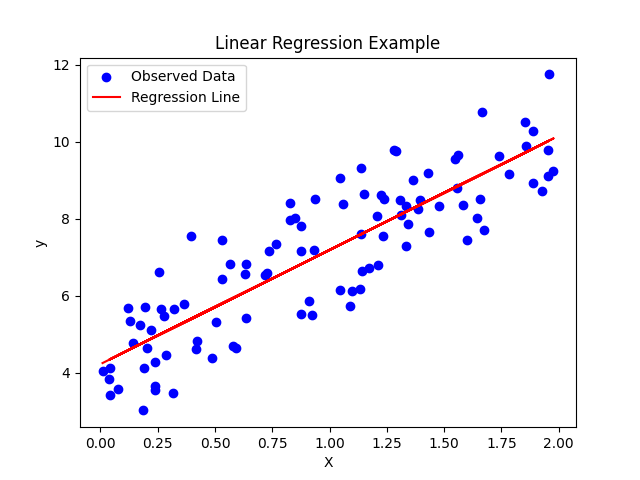 Linear Regression Example
Observed Data
Regression Line
12
10
8
6
4
y
0.00 0.25 0.50 0.75 1.00 1.25 1.50 1.75 2.00
X